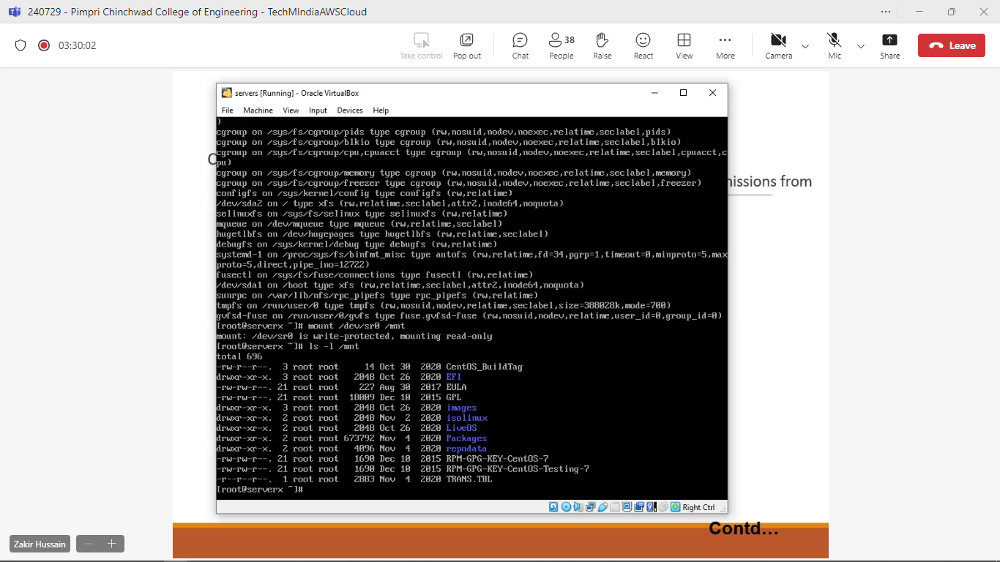 240729 - Pimpri Chinchwad College of Engineering - TechMIndiaAWSCloud
03:30:02
Take control
Pop out
Chat
People
38
Raise
React
View
More
Camera
Mic
Share
Leave
servers [Running] - Oracle VirtualBox
File Machine View Input Devices Help
)
cgroup on /sys/fs/cgroup/pids type cgroup (rw,nosuid,nodev,noexec,relatime,seclabel,pids)
cgroup on /sys/fs/cgroup/blkio type cgroup (rw,nosuid,nodev,noexec,relatime,seclabel,blkio)
cgroup on /sys/fs/cgroup/cpu,cpuacct type cgroup (rw,nosuid,nodev,noexec,relatime,seclabel,cpuacct,c
pu)
cgroup on /sys/fs/cgroup/memory type cgroup (rw,nosuid,nodev,noexec,relatime,seclabel,memory)
cgroup on /sys/fs/cgroup/freezer type cgroup (rw,nosuid,nodev,noexec,relatime,seclabel,freezer)
configfs on /sys/kernel/config type configfs (rw,relatime)
/dev/sda2 on / type xfs (rw,relatime,seclabel,attr2,inode64,noquota)
selinuxfs on /sys/fs/selinux type selinuxfs (rw,relatime)
mqueue on /dev/mqueue type mqueue (rw,relatime,seclabel)
hugetlbfs on /dev/hugepages type hugetlbfs (rw,relatime,seclabel)
debugfs on /sys/kernel/debug type debugfs (rw,relatime)
systemd-1 on /proc/sys/fs/binfmt_misc type autofs (rw,relatime,fd=34,pgrp=1,timeout=0,minproto=5,max
proto=5,direct,pipe_ino=12722)
fusectl on /sys/fs/fuse/connections type fusectl (rw,relatime)
/dev/sda1 on /boot type xfs (rw,relatime,seclabel,attr2,inode64,noquota)
sunrpc on /var/lib/nfs/rpc_pipefs type rpc_pipefs (rw,relatime)
tmpfs on /run/user/0 type tmpfs (rw,nosuid,nodev,relatime,seclabel,size=388028k,mode=700)
gvfsd-fuse on /run/user/0/gvfs type fuse.gvfsd-fuse (rw,nosuid,nodev,relatime,user_id=0,group_id=0)
[root@serverx ~]# mount /dev/sr0 /mnt
mount: /dev/sr0 is write-protected, mounting read-only
[root@serverx ~]# ls -l /mnt
total 696
-rw-r--r--. 3 root root 14 Oct 30 2020 CentOS_BuildTag
drwxr-xr-x. 3 root root 2048 Oct 26 2020 EFI
-rw-rw-r--. 21 root root 227 Aug 30 2017 EULA
-rw-rw-r--. 21 root root 18009 Dec 10 2015 GPL
drwxr-xr-x. 3 root root 2048 Oct 26 2020 images
drwxr-xr-x. 2 root root 2048 Nov 2 2020 isolinux
drwxr-xr-x. 2 root root 2048 Oct 26 2020 LiveOS
drwxr-xr-x. 2 root root 673792 Nov 4 2020 Packages
drwxr-xr-x. 2 root root 4096 Nov 4 2020 repodata
-rw-rw-r--. 21 root root 1690 Dec 10 2015 RPM-GPG-KEY-CentOS-7
-rw-rw-r--. 21 root root 1690 Dec 10 2015 RPM-GPG-KEY-CentOS-Testing-7
-r--r--r--. 1 root root 2883 Nov 4 2020 TRANS.TBL
[root@serverx ~]#
Right Ctrl
C
missions from
Contd...
Zakir Hussain